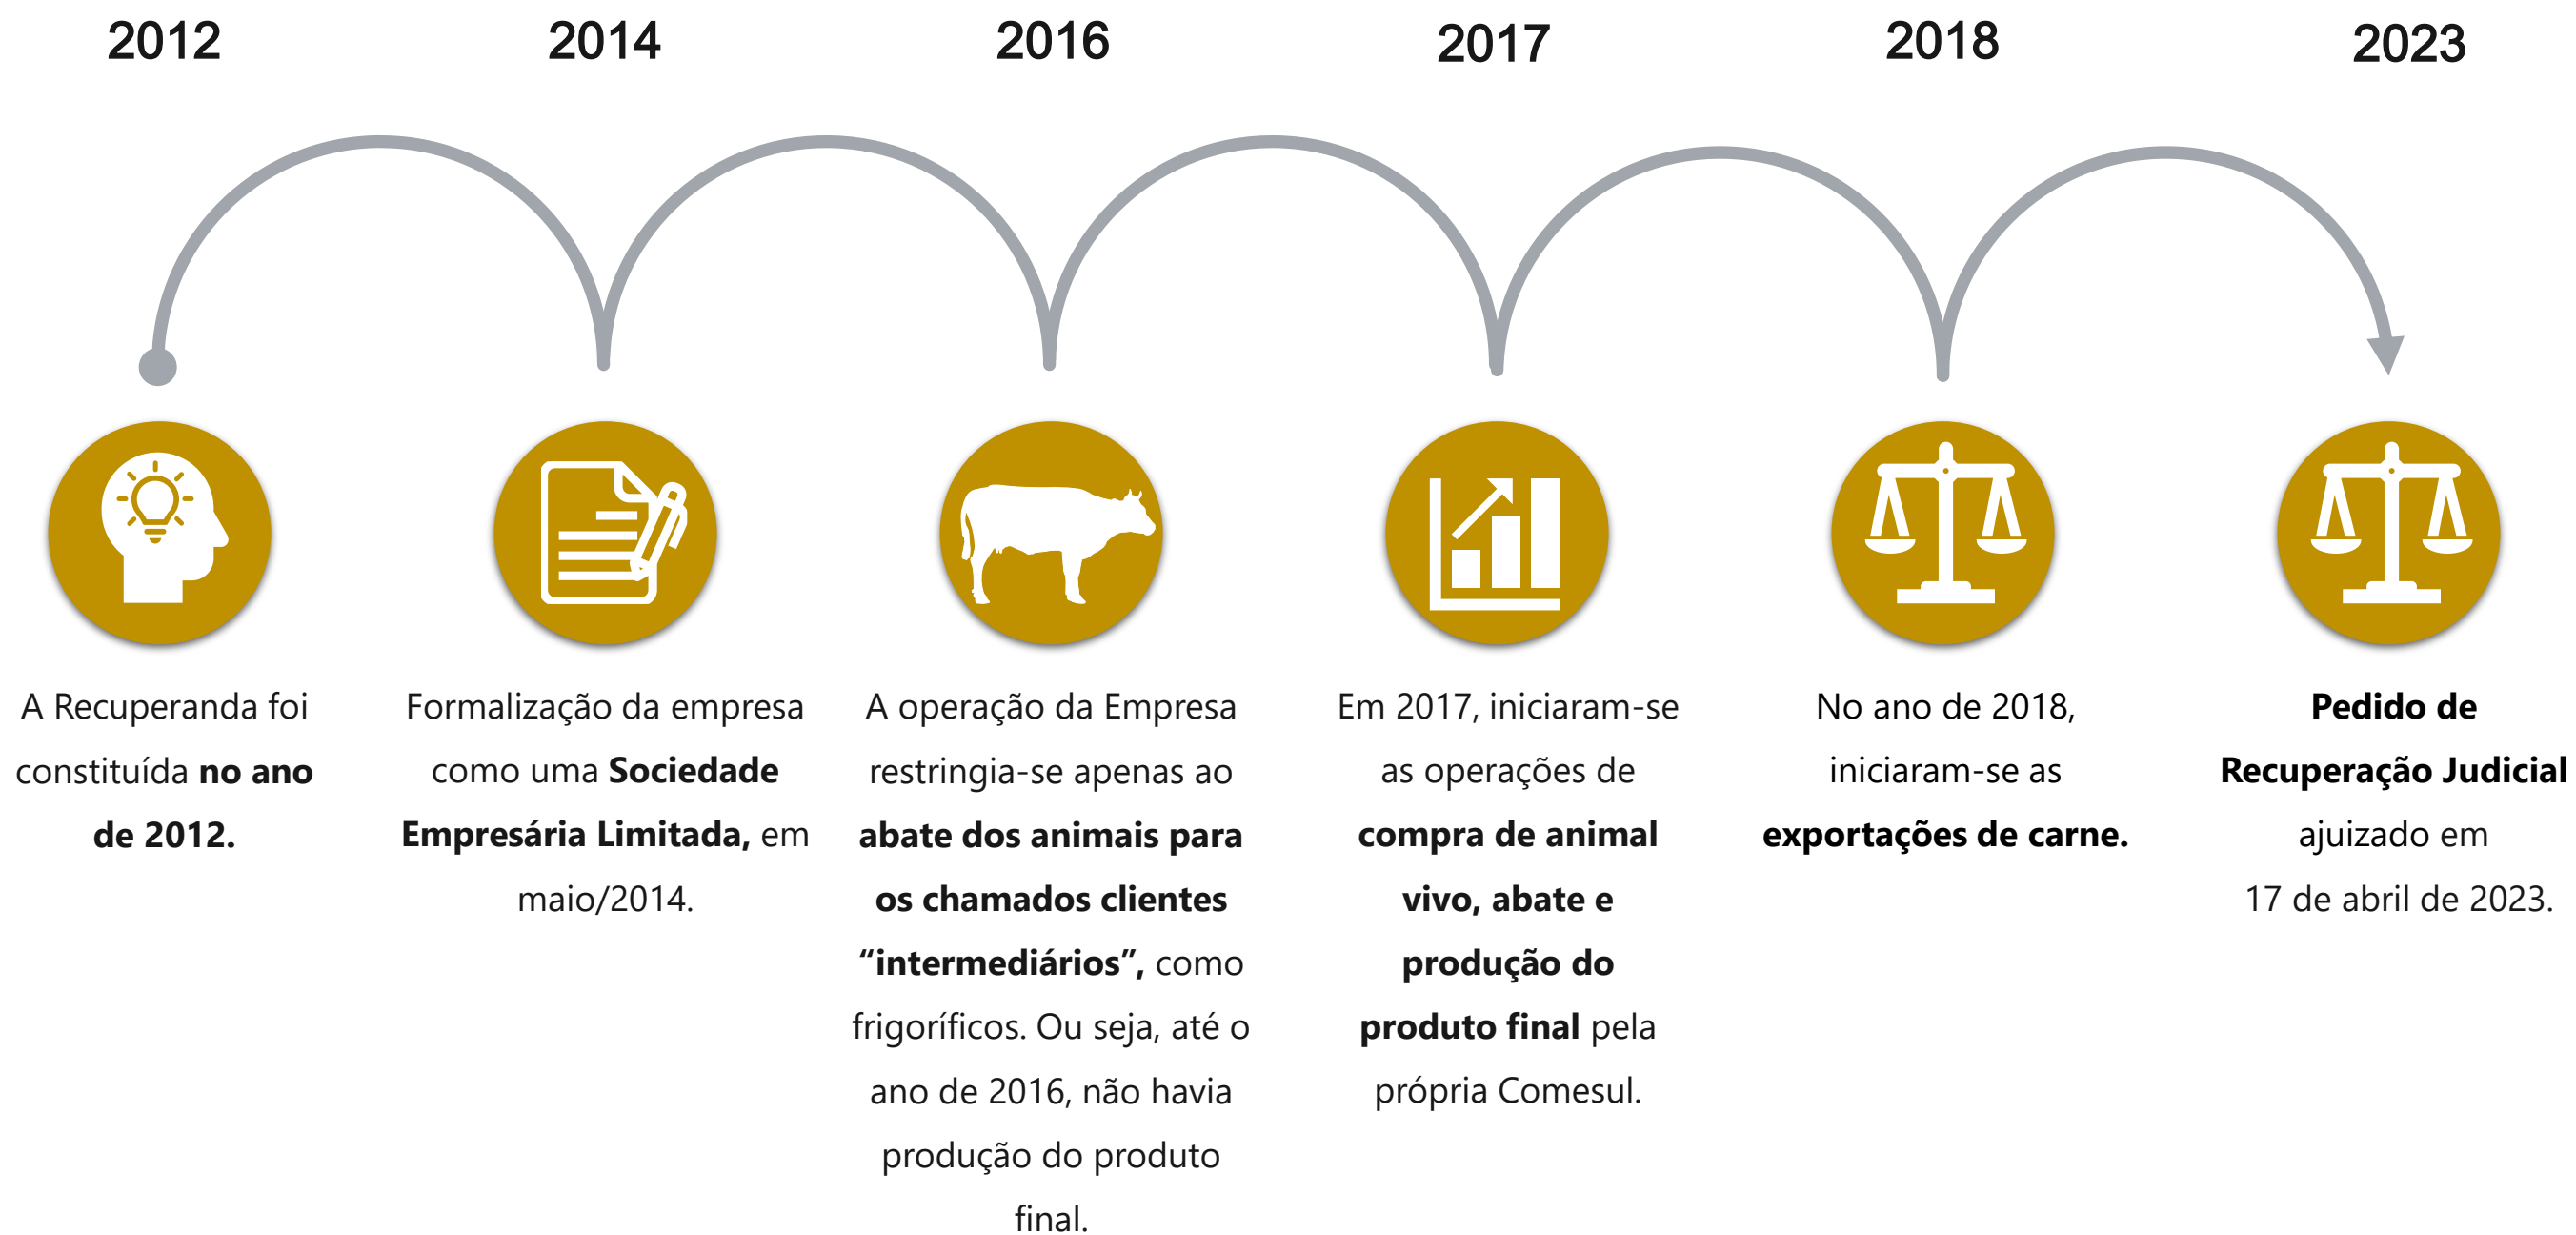 2012
2014
2016
2017
2018
2023
A Recuperanda foi
constituída no ano
de 2012.
Formalização da empresa
como uma Sociedade
Empresária Limitada, em
maio/2014.
A operação da Empresa
restringia-se apenas ao
abate dos animais para
os chamados clientes
“intermediários”, como
frigoríficos. Ou seja, até o
ano de 2016, não havia
produção do produto
final.
Em 2017, iniciaram-se
as operações de
compra de animal
vivo, abate e
produção do
produto final pela
própria Comesul.
No ano de 2018,
iniciaram-se as
exportações de carne.
Pedido de
Recuperação Judicial
ajuizado em
17 de abril de 2023.